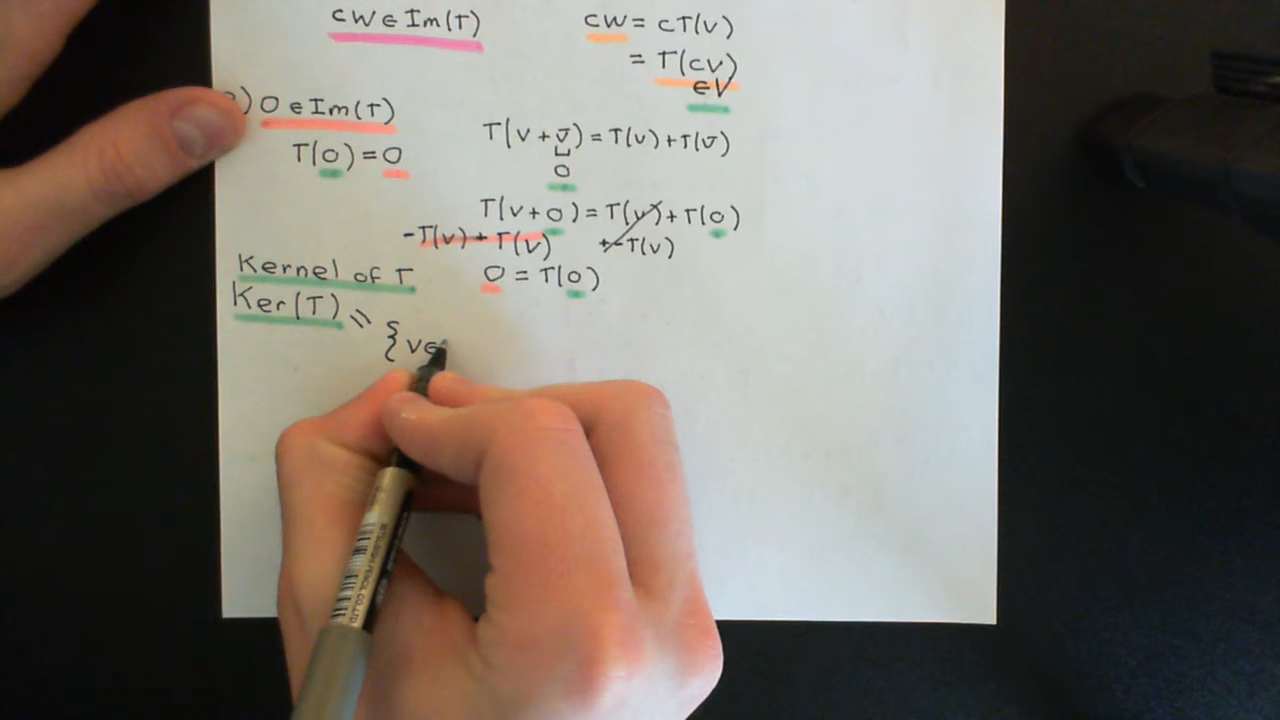 cw ∈ Im(T)
cw = cT(v)
= T(cv)
∈V
) 0 ∈ Im(T)
T(0) = 0
T(v + v̄) = T(v) + T(v̄)
0
T(v + 0) = T(v) + T(0)
-T(v) + T(v) + -T(v)
0 = T(0)
Kernel of T
Ker(T) =
{v∈